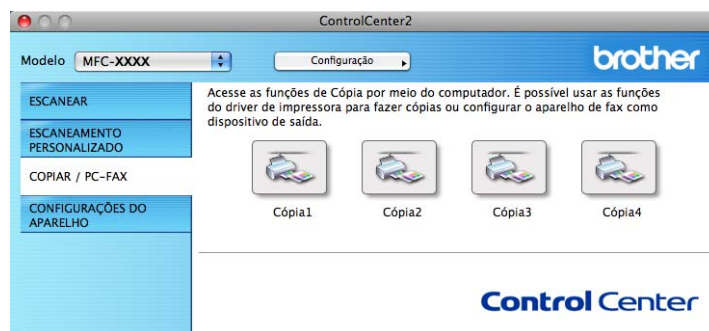 ControlCenter2
Modelo MFC-XXXX Configuração brother
ESCANEAR
ESCANEAMENTO
PERSONALIZADO
COPIAR / PC-FAX
CONFIGURAÇÕES DO
APARELHO
Acesse as funções de Cópia por meio do computador. É possível usar as funções
do driver de impressora para fazer cópias ou configurar o aparelho de fax como
dispositivo de saída.
Cópia1 Cópia2 Cópia3 Cópia4
Control Center